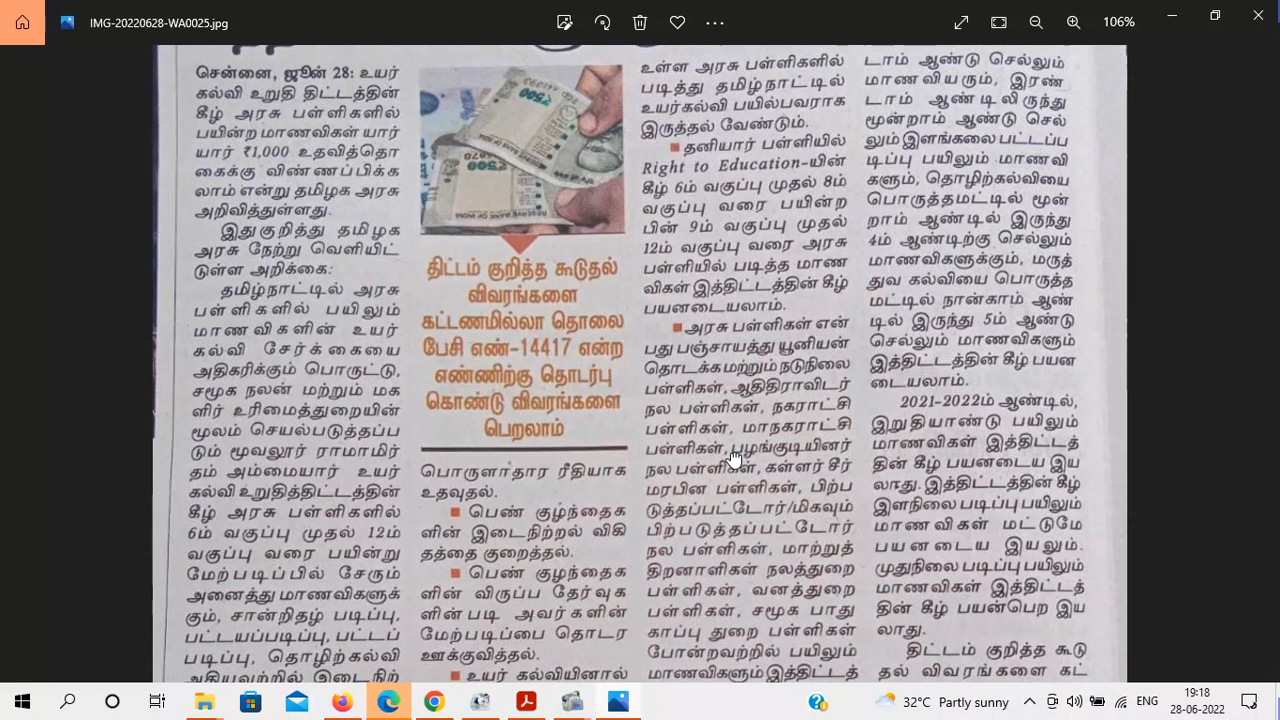 IMG-20220628-WA0025.jpg
106%
சென்னை, ஜூன் 28: உயர்
கல்வி உறுதி திட்டத்தின்
கீழ் அரசு பள்ளிகளில்
பயின்ற மாணவிகள் யார்
யார் ₹1,000 உதவித்தொ
கைக்கு விண்ணப்பிக்க
லாம் என்று தமிழக அரசு
அறிவித்துள்ளது.
இதுகுறித்து தமிழக
அரசு நேற்று வெளியிட்
டுள்ள அறிக்கை:
தமிழ்நாட்டில் அரசு
பள்ளிகளில் பயிலும்
மாணவிகளின் உயர்
கல்வி சேர்க்கையை
அதிகரிக்கும் பொருட்டு,
சமூக நலன் மற்றும் மக
ளிர் உரிமைத்துறையின்
மூலம் செயல்படுத்தப்ப
டும் மூவலூர் ராமாமிர்
தம் அம்மையார் உயர்
கல்வி உறுதித்திட்டத்தின்
கீழ் அரசு பள்ளிகளில்
6ம் வகுப்பு முதல் 12ம்
வகுப்பு வரை பயின்று
மேற்படிப்பில் சேரும்
அனைத்து மாணவிகளுக்
கும், சான்றிதழ் படிப்பு,
பட்டயப்படிப்பு, பட்டப்
படிப்பு, தொழிற்கல்வி
ஆகியவற்றில் இடைநிற்
500
500
RESERVE BANK OF INDIA
திட்டம் குறித்த கூடுதல்
விவரங்களை
கட்டணமில்லா தொலை
பேசி எண்-14417 என்ற
எண்ணிற்கு தொடர்பு
கொண்டு விவரங்களை
பெறலாம்
பொருளாதார ரீதியாக
உதவுதல்.
பெண் குழந்தைக
ளின் இடைநிற்றல் விகி
தத்தை குறைத்தல்.
பெண் குழந்தைக
ளின் விருப்ப தேர்வுக
ளின்படி அவர்களின்
மேற்படிப்பை தொடர
ஊக்குவித்தல்.
உயர் கல்வியினால்
உள்ள அரசு பள்ளிகளில்
படித்து தமிழ்நாட்டில்
உயர்கல்வி பயில்பவராக
இருத்தல் வேண்டும்.
தனியார் பள்ளியில்
Right to Education-யின்
கீழ் 6ம் வகுப்பு முதல் 8ம்
வகுப்பு வரை பயின்ற
பின் 9ம் வகுப்பு முதல்
12ம் வகுப்பு வரை அரசு
பள்ளியில் படித்த மாண
விகள் இத்திட்டத்தின் கீழ்
பயனடையலாம்.
அரசு பள்ளிகள் என்
பது பஞ்சாயத்து யூனியன்
தொடக்க மற்றும் நடுநிலை
பள்ளிகள், ஆதிதிராவிடர்
நல பள்ளிகள், நகராட்சி
பள்ளிகள், மாநகராட்சி
பள்ளிகள், பழங்குடியினர்
நல பள்ளிகள், கள்ளர் சீர்
மரபின பள்ளிகள், பிற்ப
டுத்தப்பட்டோர்/மிகவும்
பிற்படுத்தப்பட்டோர்
நல பள்ளிகள், மாற்றுத்
திறனாளிகள் நலத்துறை
பள்ளிகள், வனத்துறை
பள்ளிகள், சமூக பாது
காப்பு துறை பள்ளிகள்
போன்றவற்றில் பயிலும்
மாணவிகளும் இத்திட்டத்
டாம் ஆண்டு செல்லும்
மாணவியரும், இரண்
டாம் ஆண்டிலிருந்து
மூன்றாம் ஆண்டு செல்
லும் இளங்கலை பட்டப்ப
டிப்பு பயிலும் மாணவி
களும், தொழிற்கல்வியை
பொருத்தமட்டில் மூன்
றாம் ஆண்டில் இருந்து
4ம் ஆண்டிற்கு செல்லும்
மாணவிகளுக்கும், மருத்
துவ கல்வியை பொருத்த
மட்டில் நான்காம் ஆண்
டில் இருந்து 5ம் ஆண்டு
செல்லும் மாணவிகளும்
இத்திட்டத்தின் கீழ் பயன
டையலாம்.
2021-2022ம் ஆண்டில்,
இறுதியாண்டு பயிலும்
மாணவிகள் இத்திட்டத்
தின் கீழ் பயனடைய இய
லாது. இத்திட்டத்தின் கீழ்
இளநிலை படிப்பு பயிலும்
மாணவிகள் மட்டுமே
பயனடைய இயலும்.
முதுநிலை படிப்பு பயிலும்
மாணவிகள் இத்திட்டத்
தின் கீழ் பயன்பெற இய
லாது.
திட்டம் குறித்த கூடு
தல் விவரங்களை கட்
32°C Partly sunny
ENG
19:18
28-06-2022